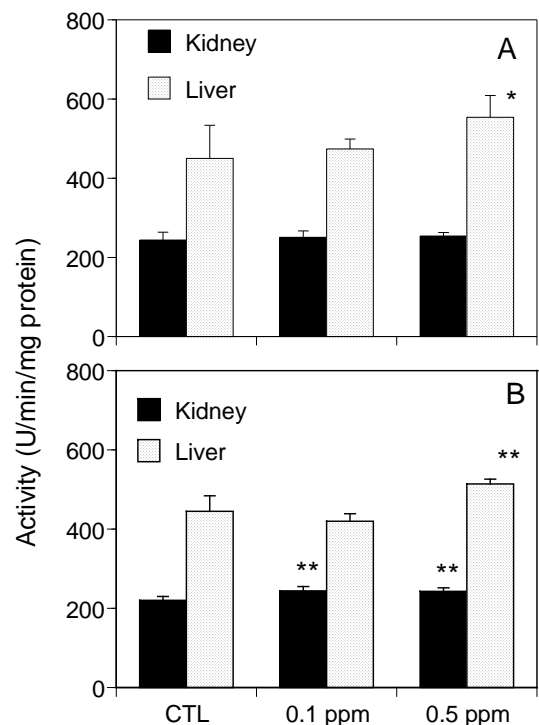 Activity (U/min/mg protein)
800
600
400
200
0
Kidney
Liver
A
*
800
600
400
200
0
Kidney
Liver
B
**
**
**
CTL
0.1 ppm
0.5 ppm